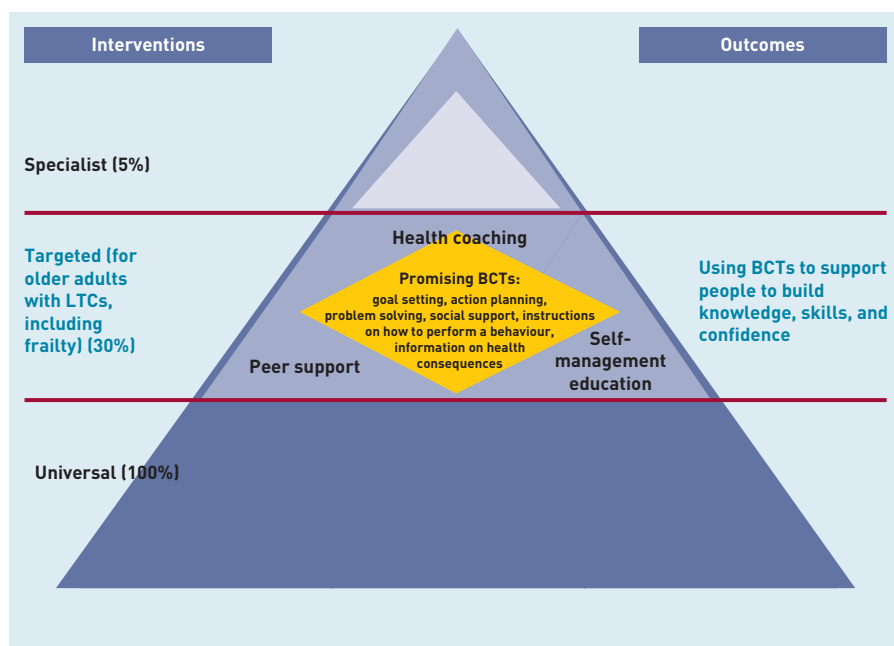 Interventions
Outcomes
Specialist (5%)
Health coaching
Targeted (for
older adults
with LTCs,
including
frailty) (30%)
Promising BCTs:
goal setting, action planning,
problem solving, social support, instructions
on how to perform a behaviour,
information on health
consequences
Using BCTs to support
people to build
knowledge, skills, and
confidence
Peer support
Self-
management
education
Universal (100%)